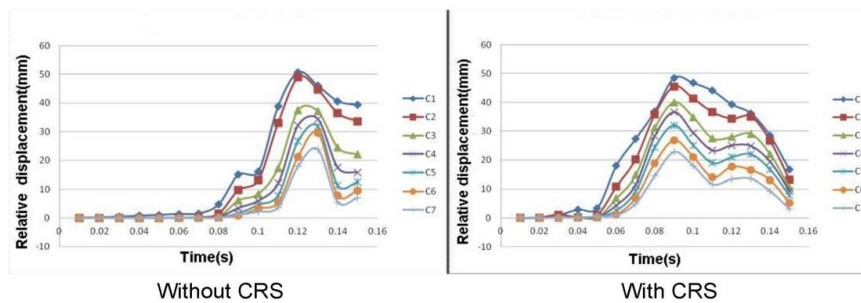 60
50
40
30
20
10
0
-10
Relative displacement(mm)
0 0.02 0.04 0.06 0.08 0.1 0.12 0.14 0.16
Time(s)
C1
C2
C3
C4
C5
C6
C7
Without CRS
60
50
40
30
20
10
0
-10
Relative displacement(mm)
0 0.02 0.04 0.06 0.08 0.1 0.12 0.14 0.16
Time(s)
C
C
C
C
C
C
C
With CRS